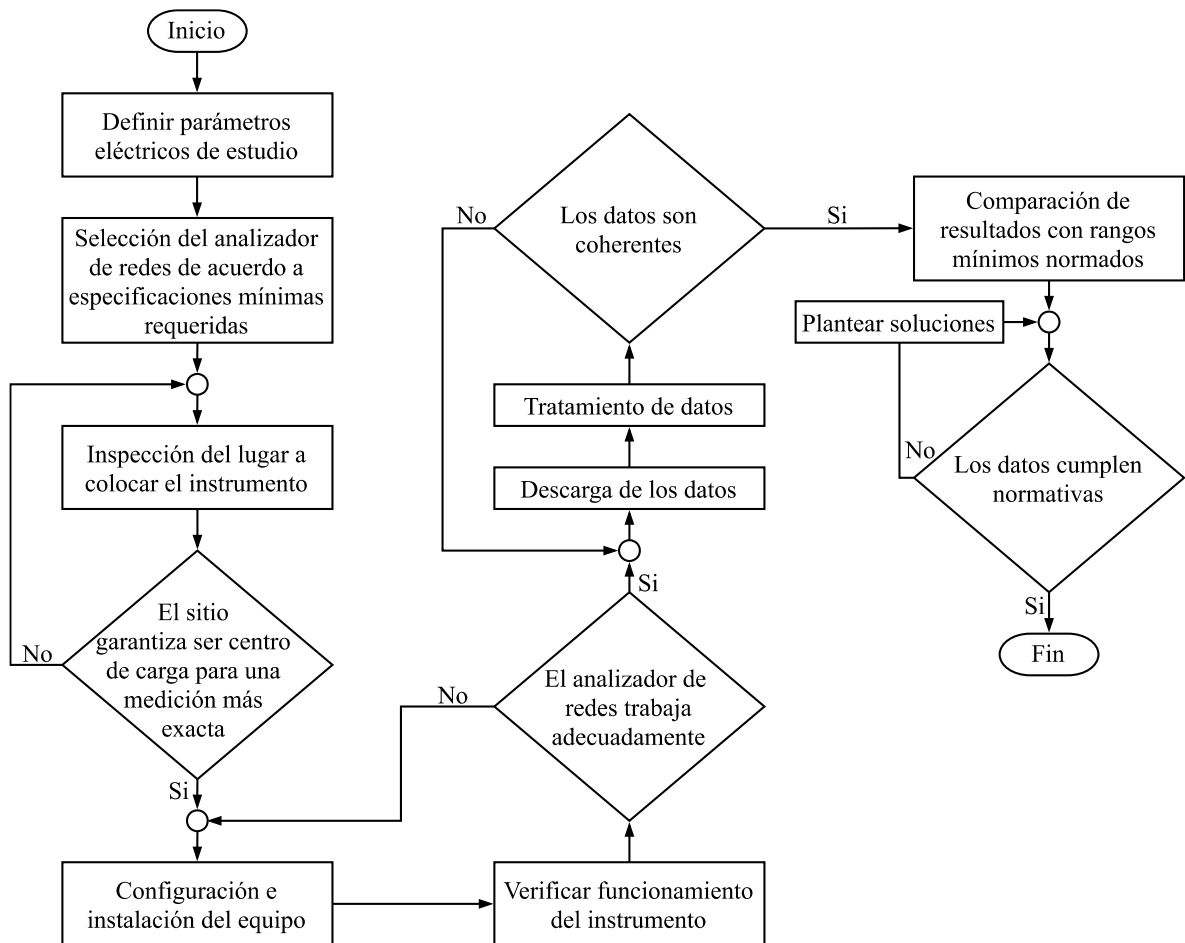 Inicio
Definir parámetros
eléctricos de estudio
Selección del analizador
de redes de acuerdo a
especificaciones mínimas
requeridas
Inspección del lugar a
colocar el instrumento
El sitio
garantiza ser centro
de carga para una
medición más
exacta
No
Si
Configuración e
instalación del equipo
Verificar funcionamiento
del instrumento
El analizador de
redes trabaja
adecuadamente
No
Si
Descarga de los datos
Tratamiento de datos
Los datos son
coherentes
No
Si
Comparación de
resultados con rangos
mínimos normados
Plantear soluciones
Los datos cumplen
normativas
No
Si
Fin